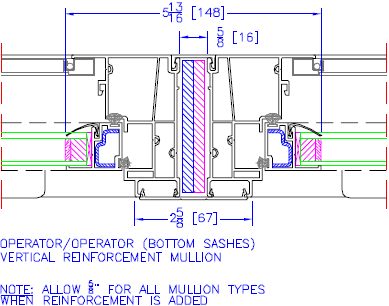 5 13/16 [148]
5/8 [16]
2 5/8 [67]
OPERATOR/OPERATOR (BOTTOM SASHES)
VERTICAL REINFORCEMENT MULLION
NOTE: ALLOW 5/8" FOR ALL MULLION TYPES
WHEN REINFORCEMENT IS ADDED